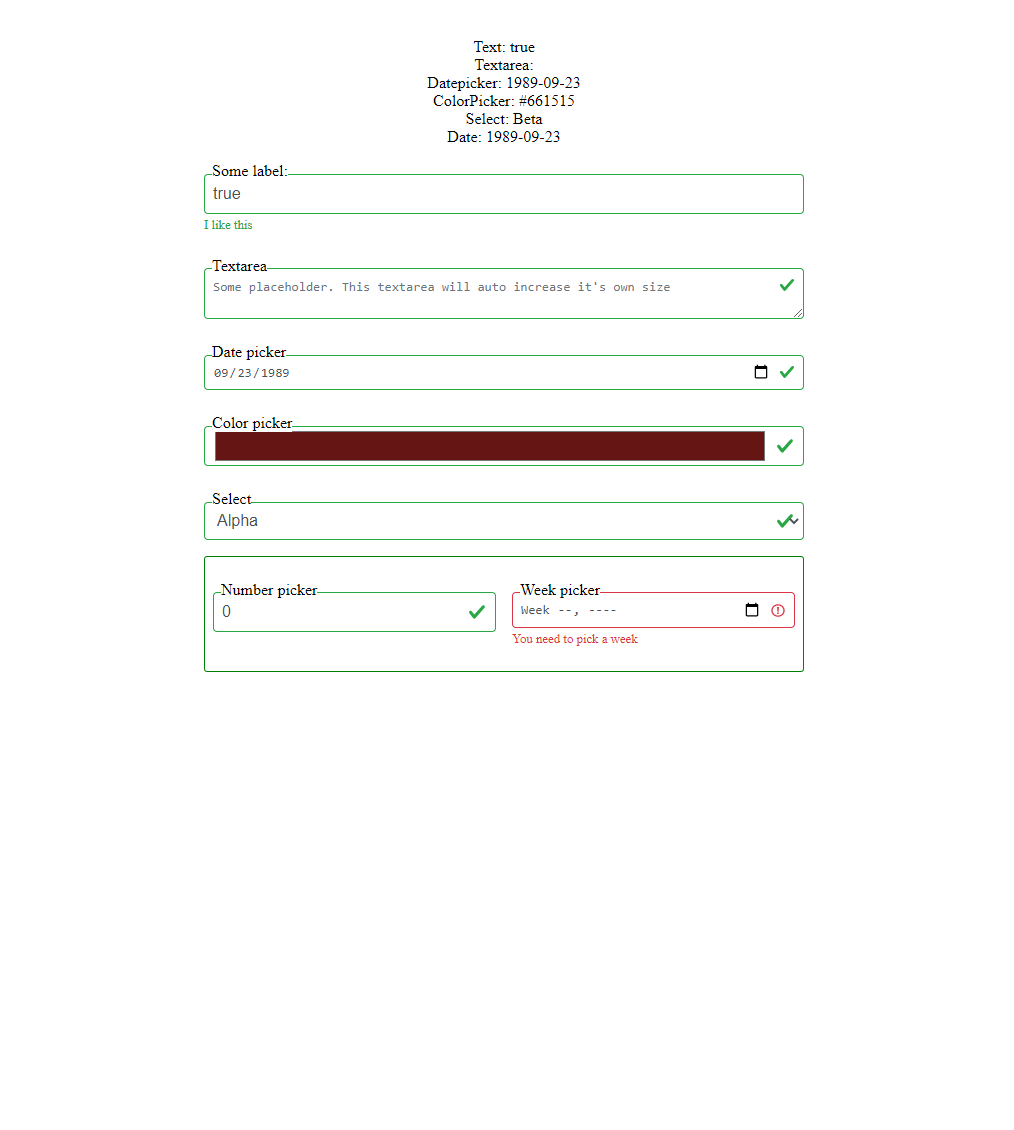 Text: true
Textarea:
Datepicker: 1989-09-23
ColorPicker: #661515
Select: Beta
Date: 1989-09-23
Some label:
true
I like this
Textarea
Some placeholder. This textarea will auto increase it's own size
Date picker
09/23/1989
Color picker
Select
Alpha
Number picker
0
Week picker
Week --, ----
You need to pick a week